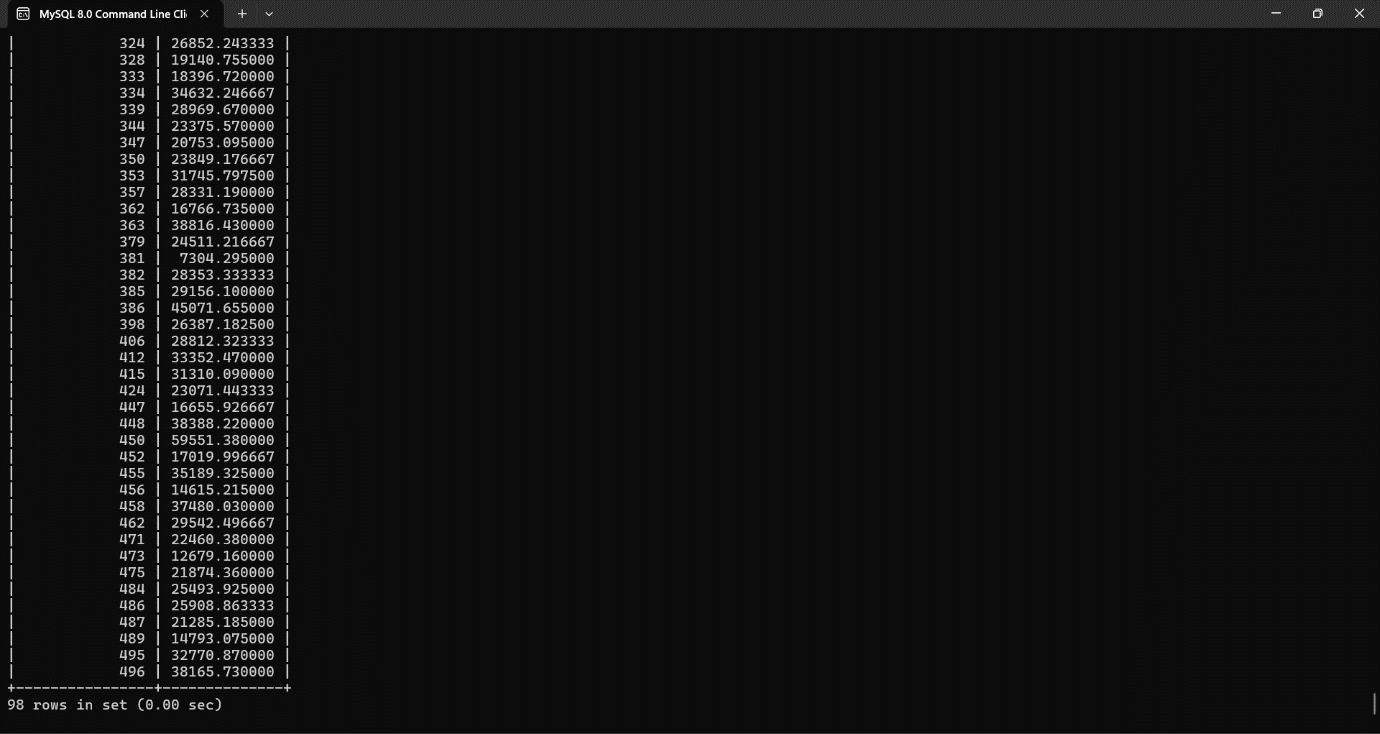 MySQL 8.0 Command Line Cli
|            324 | 26852.243333 |
|            328 | 19140.755000 |
|            333 | 18396.720000 |
|            334 | 34632.246667 |
|            339 | 28969.670000 |
|            344 | 23375.570000 |
|            347 | 20753.095000 |
|            350 | 23849.176667 |
|            353 | 31745.797500 |
|            357 | 28331.190000 |
|            362 | 16766.735000 |
|            363 | 38816.430000 |
|            379 | 24511.216667 |
|            381 |  7304.295000 |
|            382 | 28353.333333 |
|            385 | 29156.100000 |
|            386 | 45071.655000 |
|            398 | 26387.182500 |
|            406 | 28812.323333 |
|            412 | 33352.470000 |
|            415 | 31310.090000 |
|            424 | 23071.443333 |
|            447 | 16655.926667 |
|            448 | 38388.220000 |
|            450 | 59551.380000 |
|            452 | 17019.996667 |
|            455 | 35189.325000 |
|            456 | 14615.215000 |
|            458 | 37480.030000 |
|            462 | 29542.496667 |
|            471 | 22460.380000 |
|            473 | 12679.160000 |
|            475 | 21874.360000 |
|            484 | 25493.925000 |
|            486 | 25908.863333 |
|            487 | 21285.185000 |
|            489 | 14793.075000 |
|            495 | 32770.870000 |
|            496 | 38165.730000 |
+----------------+--------------+
98 rows in set (0.00 sec)